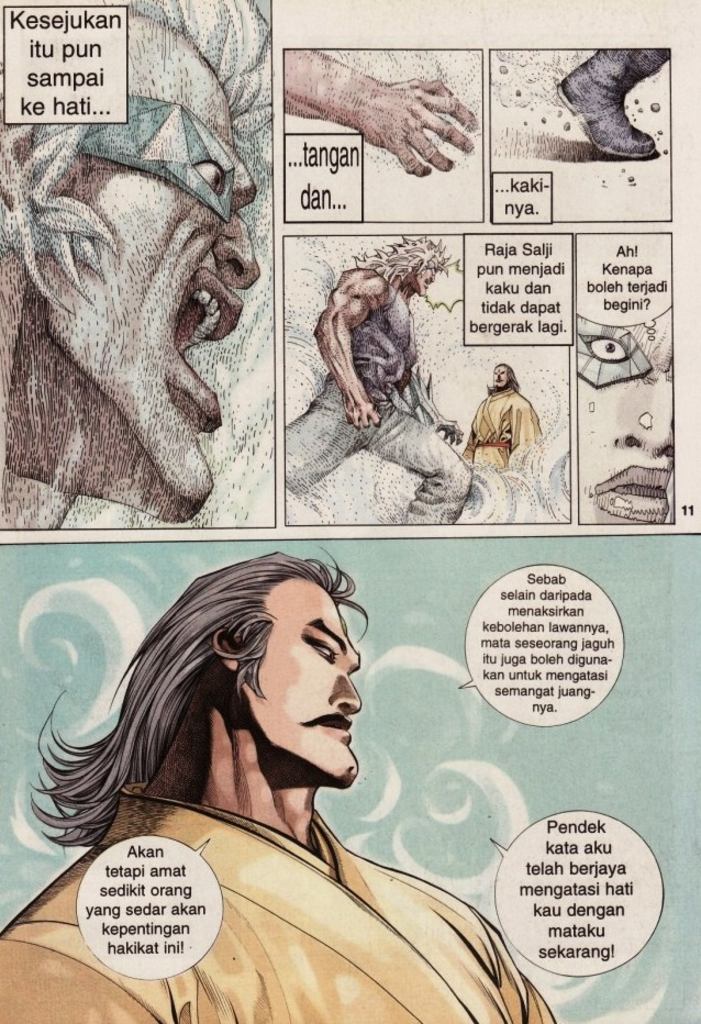 Kesejukan
itu pun
sampai
ke hati...
...tangan
dan...
...kaki-
nya.
Raja Salji
pun menjadi
kaku dan
tidak dapat
bergerak lagi.
Ah!
Kenapa
boleh terjadi
begini?
11
Sebab
selain daripada
menaksirkan
kebolehan lawannya,
mata seseorang jaguh
itu juga boleh diguna-
kan untuk mengatasi
semangat juang-
nya.
Akan
tetapi amat
sedikit orang
yang sedar akan
kepentingan
hakikat ini!
Pendek
kata aku
telah berjaya
mengatasi hati
kau dengan
mataku
sekarang!